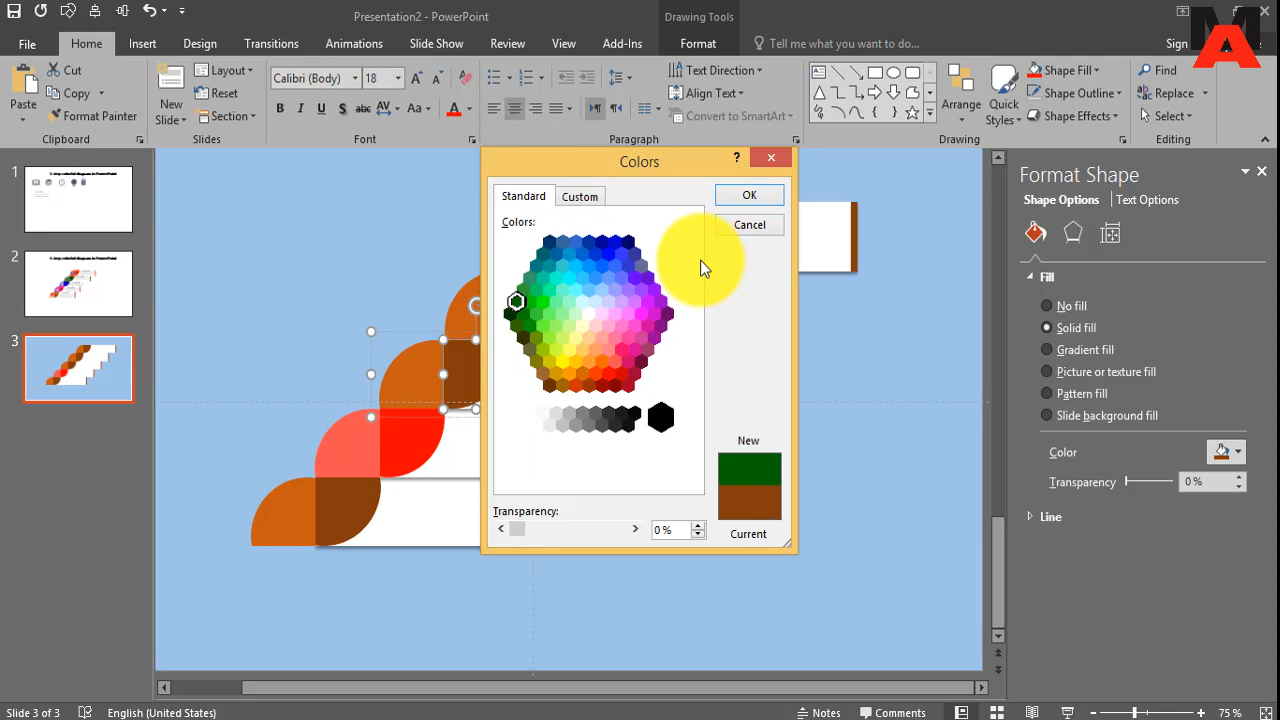 Presentation2 - PowerPoint
Drawing Tools
File Home Insert Design Transitions Animations Slide Show Review View Add-Ins Format Tell me what you want to do... Sign
Paste
Cut
Copy
Format Painter
Clipboard
New
Slide
Layout
Reset
Section
Slides
Calibri (Body) 18
B I U S abc AV Aa A
Font
Text Direction
Align Text
Convert to SmartArt
Paragraph
Arrange
Quick
Styles
Shape Fill
Shape Outline
Shape Effects
Drawing
Find
Replace
Select
Editing
1
2
3
Colors
?
Standard Custom
OK
Cancel
Colors:
New
Current
Transparency:
0 %
Format Shape
Shape Options Text Options
Fill
No fill
Solid fill
Gradient fill
Picture or texture fill
Pattern fill
Slide background fill
Color
Transparency 0 %
Line
Slide 3 of 3 English (United States) Notes Comments 75 %